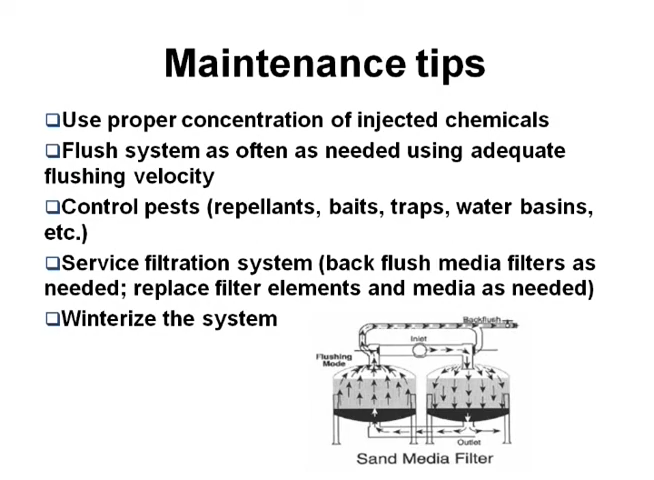 Maintenance tips
❑Use proper concentration of injected chemicals
❑Flush system as often as needed using adequate
flushing velocity
❑Control pests (repellants, baits, traps, water basins,
etc.)
❑Service filtration system (back flush media filters as
needed; replace filter elements and media as needed)
❑Winterize the system
Backflush
Inlet
Flushing
Mode
Outlet
Sand Media Filter